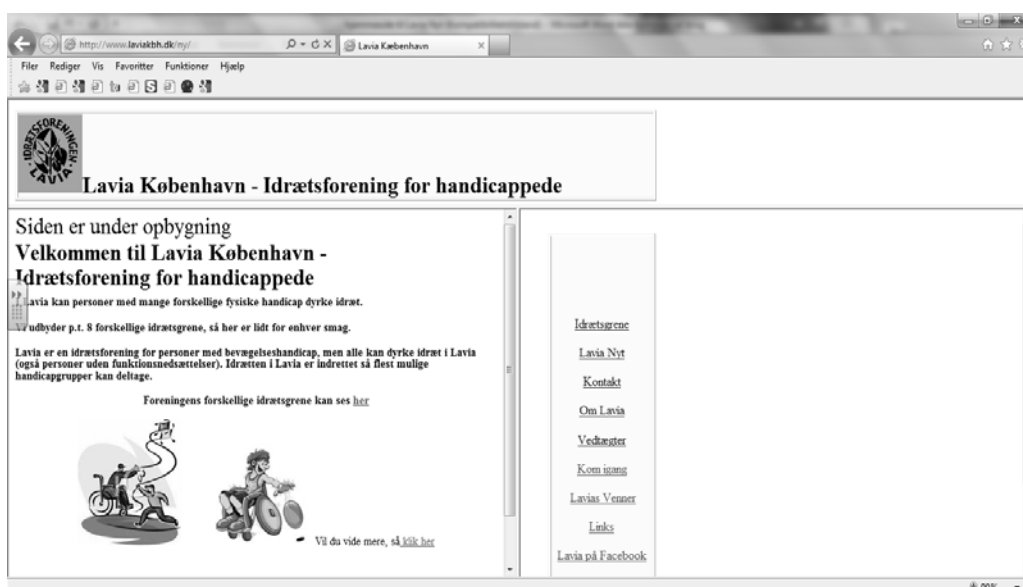 http://www.laviakbh.dk/ny/
Lavia København
Filer Rediger Vis Favoritter Funktioner Hjælp
IDRÆTSFORENINGEN
LAVIA
Lavia København - Idrætsforening for handicappede
Siden er under opbygning
Velkommen til Lavia København -
Idrætsforening for handicappede
Lavia kan personer med mange forskellige fysiske handicap dyrke idræt.
Vi udbyder p.t. 8 forskellige idrætsgrene, så her er lidt for enhver smag.
Lavia er en idrætsforening for personer med bevægelseshandicap, men alle kan dyrke idræt i Lavia
(også personer uden funktionsnedsættelser). Idrætten i Lavia er indrettet så flest mulige
handicapgrupper kan deltage.
Foreningens forskellige idrætsgrene kan ses her
Vil du vide mere, så klik her
Idrætsgrene
Lavia Nyt
Kontakt
Om Lavia
Vedtægter
Kom igang
Lavias Venner
Links
Lavia på Facebook